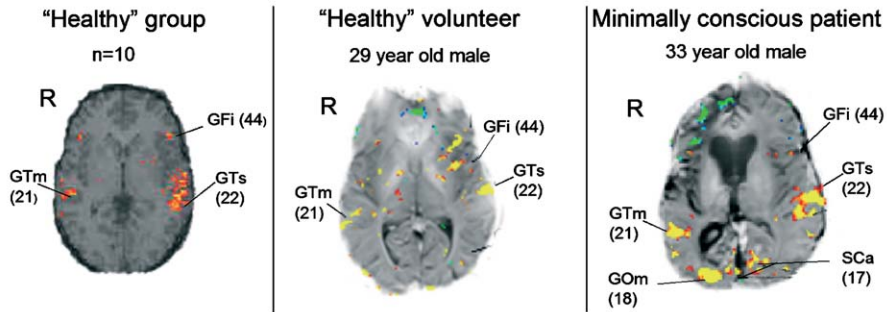 “Healthy” group
n=10
R
GFi (44)
GTm
(21)
GTs
(22)
“Healthy” volunteer
29 year old male
R
GFi (44)
GTs
(22)
GTm
(21)
Minimally conscious patient
33 year old male
R
GFi (44)
GTs
(22)
GTm
(21)
SCa
(17)
GOm
(18)